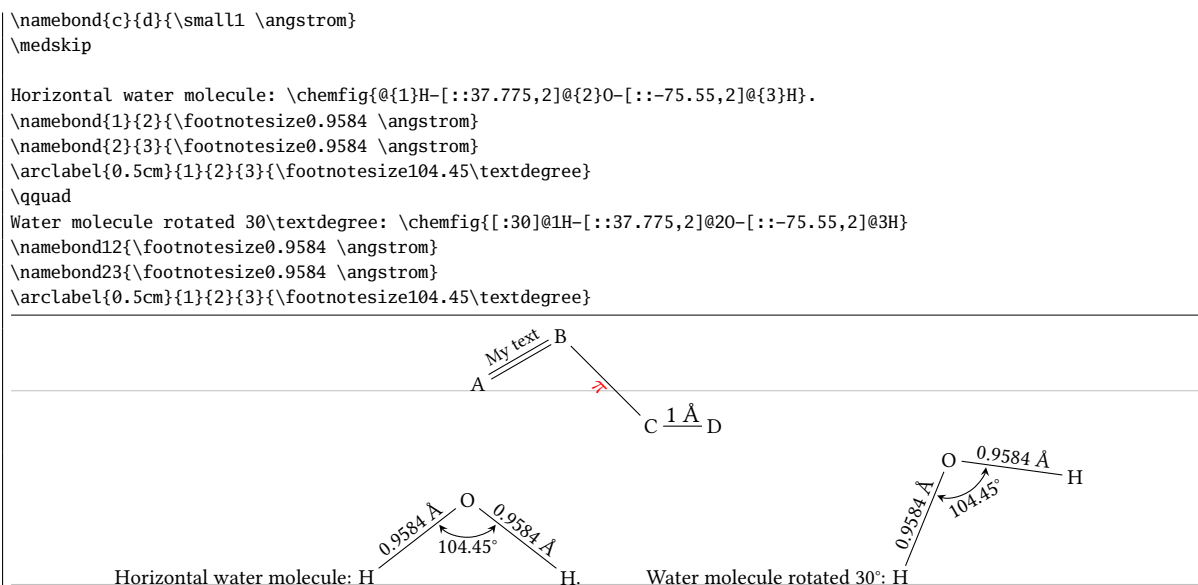 \namebond{c}{d}{\small1 \angstrom}
\medskip
Horizontal water molecule: \chemfig{@{1}H-[::37.775,2]@{2}O-[::-75.55,2]@{3}H}.
\namebond{1}{2}{\footnotesize0.9584 \angstrom}
\namebond{2}{3}{\footnotesize0.9584 \angstrom}
\arclabel{0.5cm}{1}{2}{3}{\footnotesize104.45\textdegree}
\qquad
Water molecule rotated 30\textdegree: \chemfig{[:30]@1H-[::37.775,2]@2O-[::-75.55,2]@3H}
\namebond12{\footnotesize0.9584 \angstrom}
\namebond23{\footnotesize0.9584 \angstrom}
\arclabel{0.5cm}{1}{2}{3}{\footnotesize104.45\textdegree}
My text B
A
π
C 1 Å D
O 0.9584 Å
H
0.9584 Å
104.45°
O
0.9584 Å 0.9584 Å
104.45°
Horizontal water molecule: H H. Water molecule rotated 30°: H